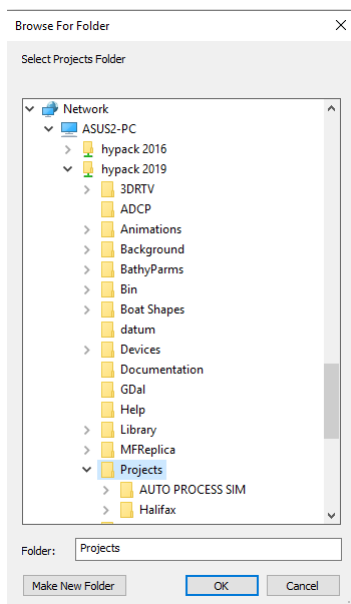 Browse For Folder
Select Projects Folder
Network
ASUS2-PC
hypack 2016
hypack 2019
3DRTV
ADCP
Animations
Background
BathyParms
Bin
Boat Shapes
datum
Devices
Documentation
GDal
Help
Library
MFReplica
Projects
AUTO PROCESS SIM
Halifax
Folder: Projects
Make New Folder OK Cancel